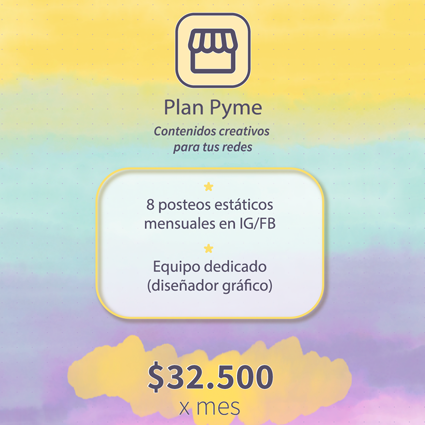 Plan Pyme
Contenidos creativos
para tus redes
8 posteos estáticos
mensuales en IG/FB
Equipo dedicado
(diseñador gráfico)
$32.500
x mes